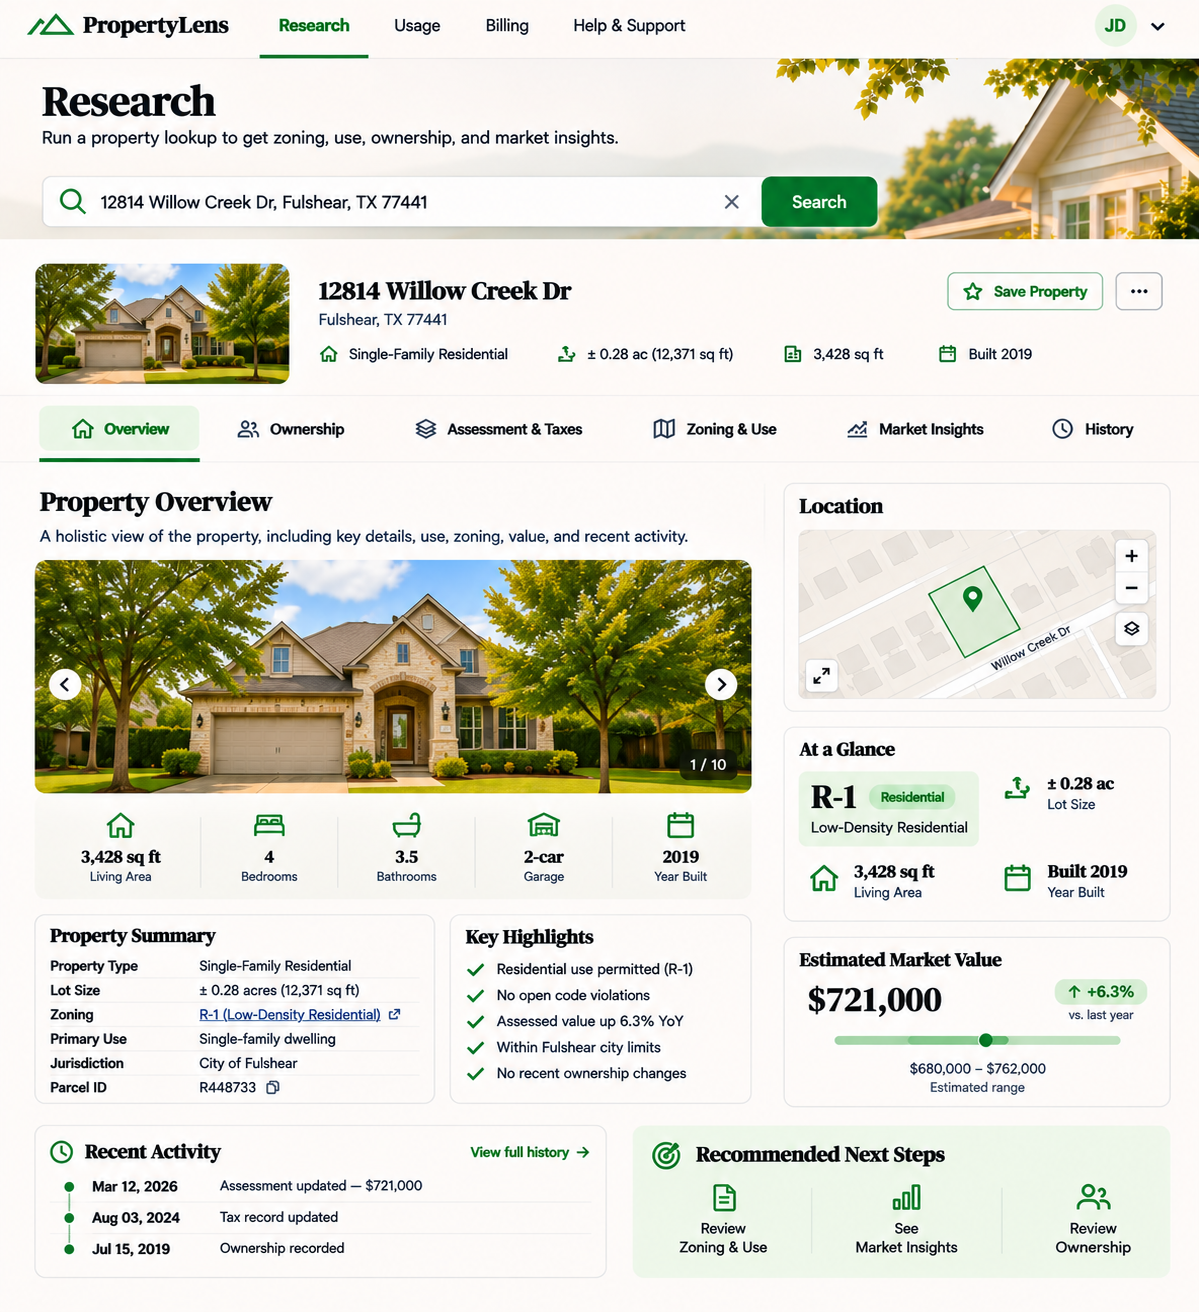 PropertyLens
Research
Usage
Billing
Help & Support
JD
Research
Run a property lookup to get zoning, use, ownership, and market insights.
12814 Willow Creek Dr, Fulshear, TX 77441
Search
12814 Willow Creek Dr
Fulshear, TX 77441
Single-Family Residential
± 0.28 ac (12,371 sq ft)
3,428 sq ft
Built 2019
Save Property
Overview
Ownership
Assessment & Taxes
Zoning & Use
Market Insights
History
Property Overview
A holistic view of the property, including key details, use, zoning, value, and recent activity.
1 / 10
3,428 sq ft
Living Area
4
Bedrooms
3.5
Bathrooms
2-car
Garage
2019
Year Built
Property Summary
Property Type Single-Family Residential
Lot Size ± 0.28 acres (12,371 sq ft)
Zoning R-1 (Low-Density Residential)
Primary Use Single-family dwelling
Jurisdiction City of Fulshear
Parcel ID R448733
Key Highlights
Residential use permitted (R-1)
No open code violations
Assessed value up 6.3% YoY
Within Fulshear city limits
No recent ownership changes
Location
Willow Creek Dr
At a Glance
R-1 Residential
Low-Density Residential
± 0.28 ac
Lot Size
3,428 sq ft
Living Area
Built 2019
Year Built
Estimated Market Value
$721,000
↑ +6.3%
vs. last year
$680,000 – $762,000
Estimated range
Recent Activity
View full history →
Mar 12, 2026 Assessment updated — $721,000
Aug 03, 2024 Tax record updated
Jul 15, 2019 Ownership recorded
Recommended Next Steps
Review
Zoning & Use
See
Market Insights
Review
Ownership